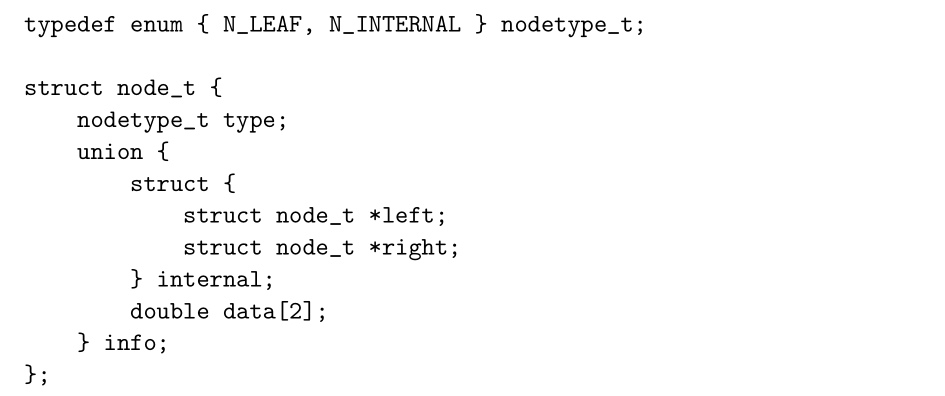 typedef enum { N_LEAF, N_INTERNAL } nodetype_t;

struct node_t {
    nodetype_t type;
    union {
        struct {
            struct node_t *left;
            struct node_t *right;
        } internal;
        double data[2];
    } info;
};